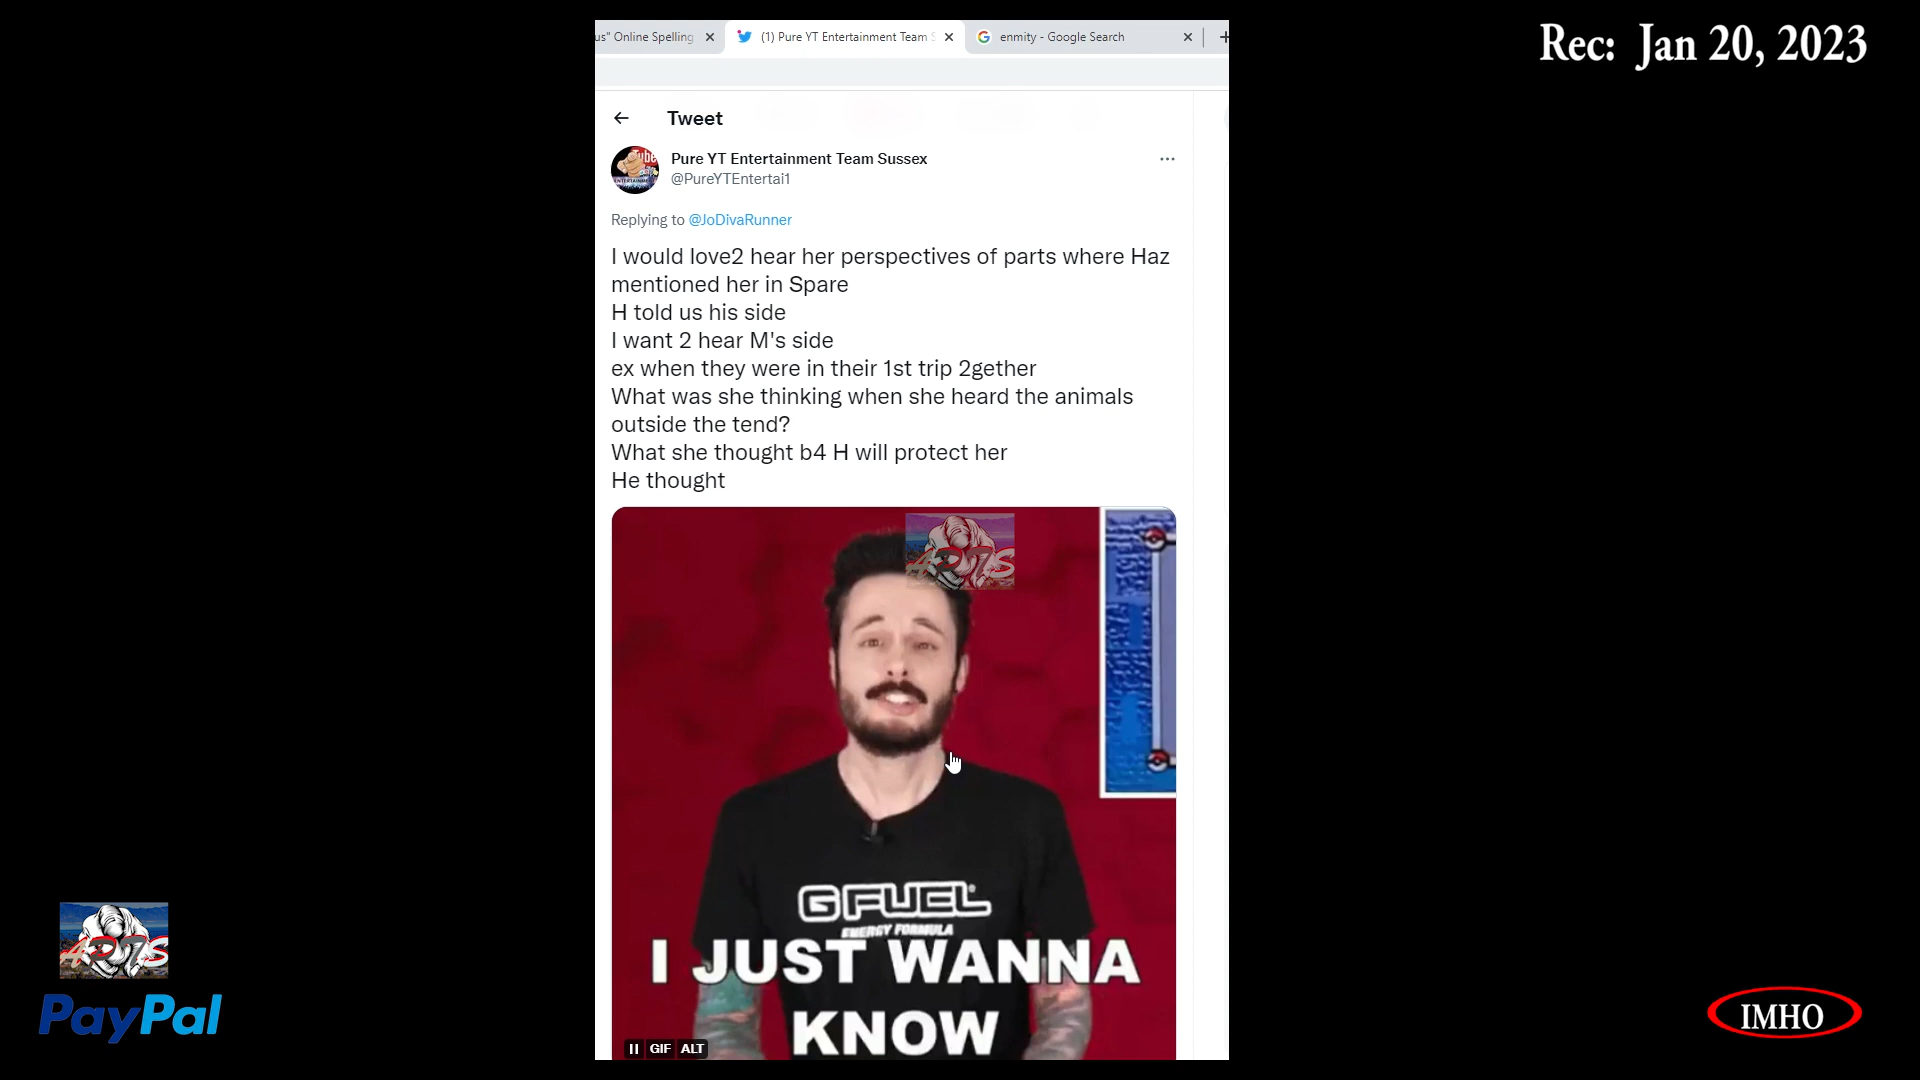 Rec: Jan 20, 2023
us" Online Spelling
(1) Pure YT Entertainment Team S
enmity - Google Search
Tweet
Pure YT Entertainment Team Sussex
@PureYTEntertai1
Replying to @JoDivaRunner
I would love2 hear her perspectives of parts where Haz
mentioned her in Spare
H told us his side
I want 2 hear M's side
ex when they were in their 1st trip 2gether
What was she thinking when she heard the animals
outside the tend?
What she thought b4 H will protect her
He thought
GFUEL
ENERGY FORMULA
I JUST WANNA
KNOW
GIF ALT
PayPal
IMHO